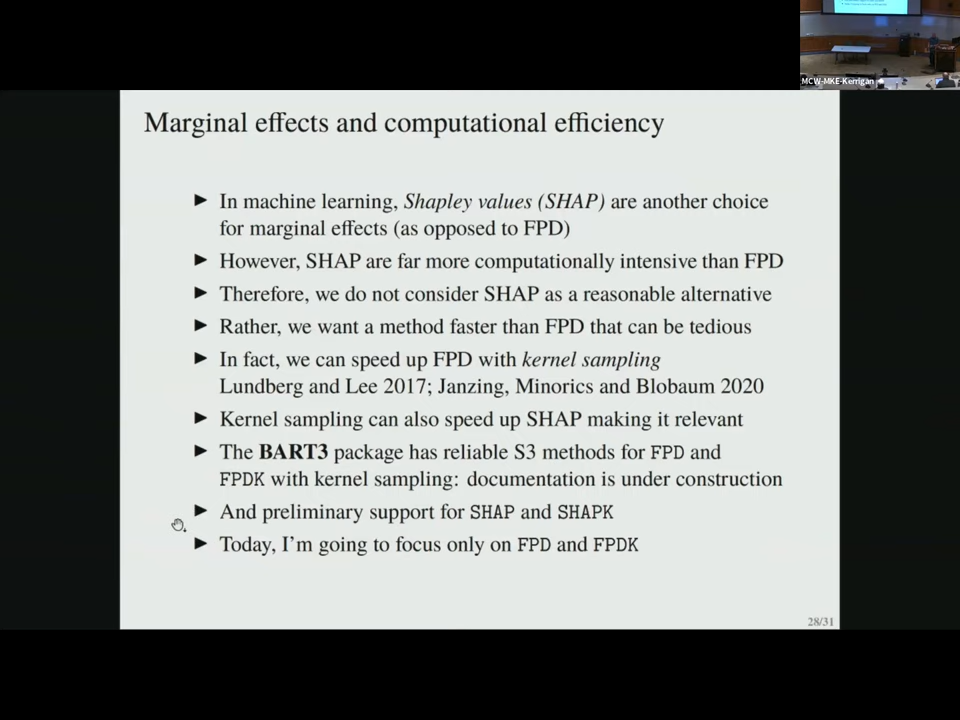 MCW-MKE-Kerrigan
Marginal effects and computational efficiency
▶ In machine learning, Shapley values (SHAP) are another choice
for marginal effects (as opposed to FPD)
▶ However, SHAP are far more computationally intensive than FPD
▶ Therefore, we do not consider SHAP as a reasonable alternative
▶ Rather, we want a method faster than FPD that can be tedious
▶ In fact, we can speed up FPD with kernel sampling
Lundberg and Lee 2017; Janzing, Minorics and Blobaum 2020
▶ Kernel sampling can also speed up SHAP making it relevant
▶ The BART3 package has reliable S3 methods for FPD and
FPDK with kernel sampling: documentation is under construction
▶ And preliminary support for SHAP and SHAPK
▶ Today, I'm going to focus only on FPD and FPDK
28/31